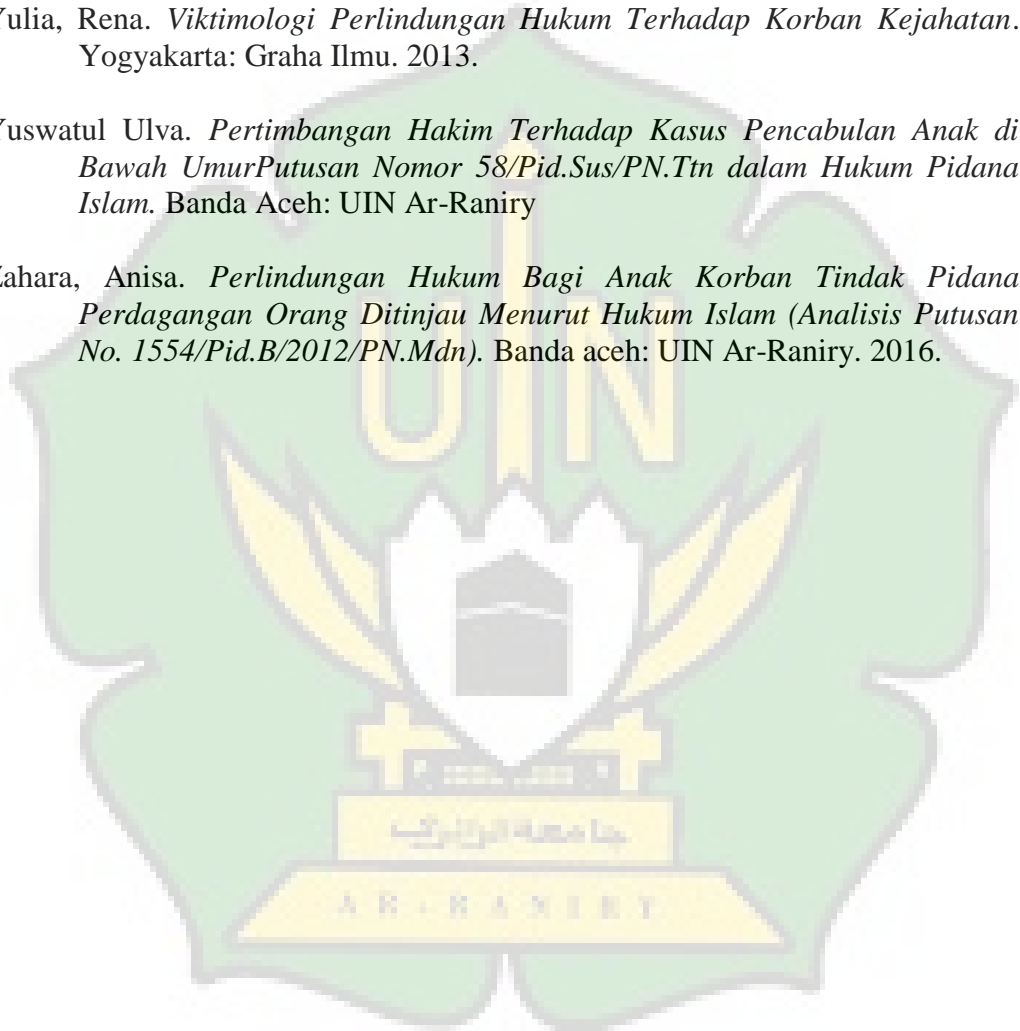 Yulia, Rena. Viktimologi Perlindungan Hukum Terhadap Korban Kejahatan.
Yogyakarta: Graha Ilmu. 2013.
Yuswatul Ulva. Pertimbangan Hakim Terhadap Kasus Pencabulan Anak di
Bawah UmurPutusan Nomor 58/Pid.Sus/PN.Ttn dalam Hukum Pidana
Islam. Banda Aceh: UIN Ar-Raniry
Zahara, Anisa. Perlindungan Hukum Bagi Anak Korban Tindak Pidana
Perdagangan Orang Ditinjau Menurut Hukum Islam (Analisis Putusan
No. 1554/Pid.B/2012/PN.Mdn). Banda aceh: UIN Ar-Raniry. 2016.
UIN
جامعة الرانيري
AR-RANIRY